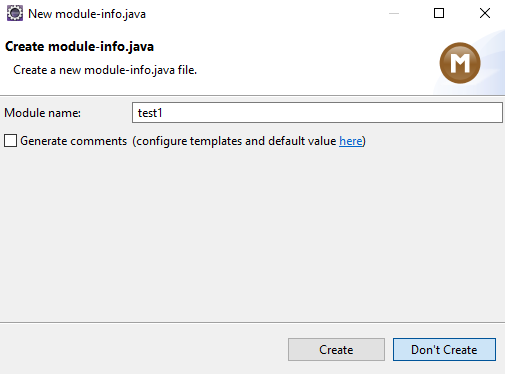 New module-info.java
Create module-info.java
Create a new module-info.java file.
M
Module name: test1
Generate comments (configure templates and default value here)
Create Don't Create